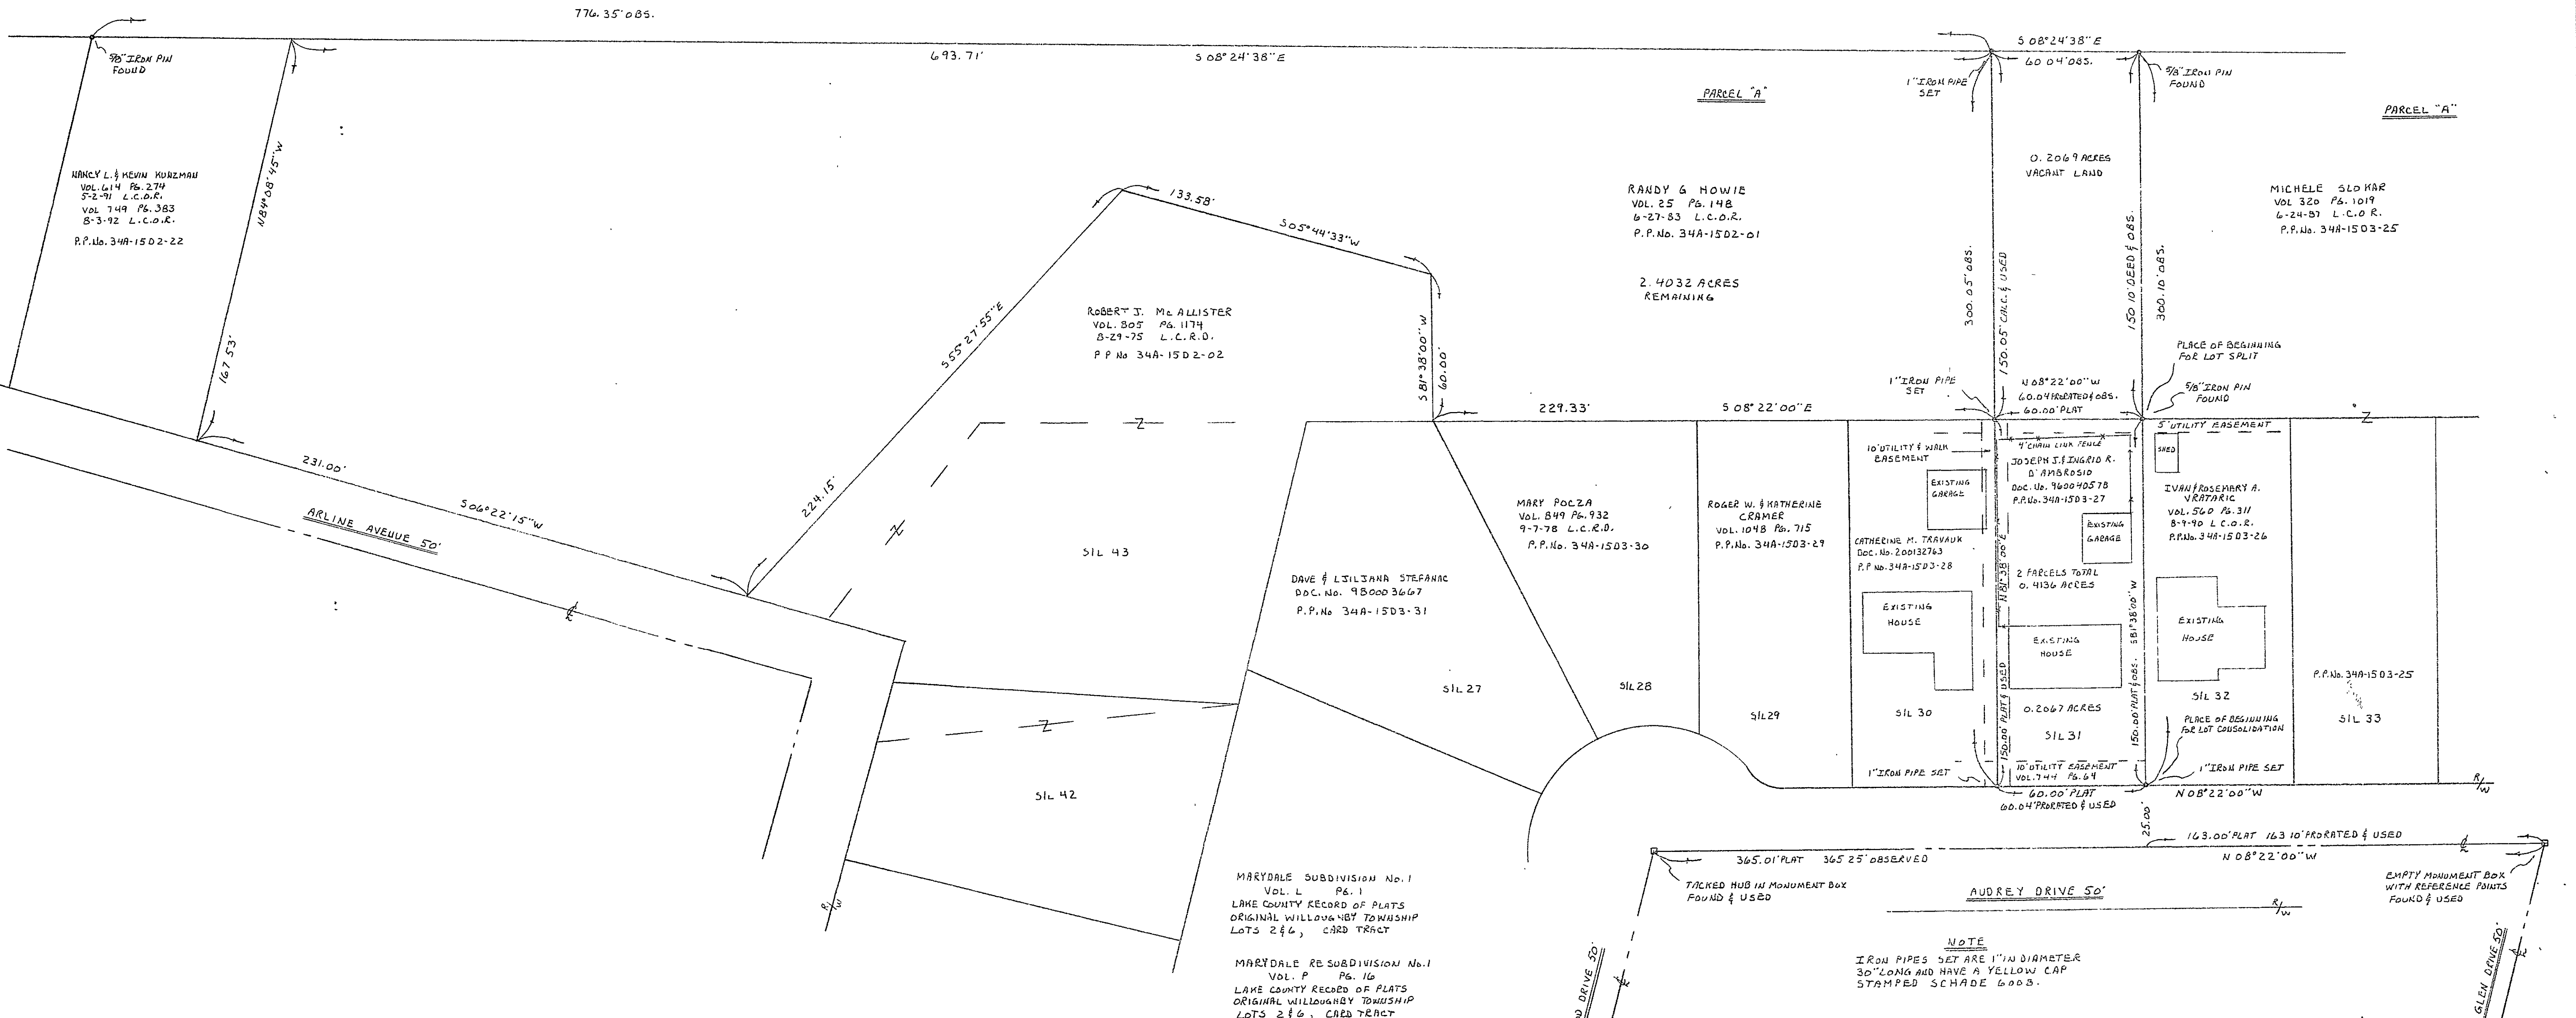 776.35' OBS.
5/8" IRON PIN
FOUND
693.71'
S 08°24'38" E
S 08°24'38" E
60 04' OBS.
1" IRON PIPE
SET
5/8" IRON PIN
FOUND
PARCEL "A"
PARCEL "A"
NANCY L. & KEVIN KUNZMAN
VOL. 614 PG. 274
5-2-91 L.C.O.R.
VOL 749 PG. 383
8-3-92 L.C.O.R.
P.P. No. 34A-15D2-22
N84°08'45" W
167 53'
133.58'
S05°44'33" W
S55°27'55" E
224.15'
ROBERT J. McALLISTER
VOL. 805 PG. 1174
8-29-75 L.C.R.D.
P P No 34A-15D2-02
S 81°38'00" W
60.00'
RANDY G HOWIE
VOL. 25 PG. 148
6-27-83 L.C.O.R.
P.P. No. 34A-15D2-01
2.4032 ACRES
REMAINING
0.2069 ACRES
VACANT LAND
300.05' OBS.
150.05' CALC. & USED
150 10' DEED & OBS.
300.10' OBS.
MICHELE SLOKAR
VOL 320 PG. 1019
6-24-87 L.C.O R.
P.P. No. 34A-15D3-25
PLACE OF BEGINNING
FOR LOT SPLIT
5/8" IRON PIN
FOUND
1" IRON PIPE
SET
N 08°22'00" W
60.04' PRORATED & OBS.
60.00' PLAT
229.33'
S 08°22'00" E
Z
Z
5' UTILITY EASEMENT
231.00'
S 06°22'15" W
ARLINE AVENUE 50'
Z
S/L 43
10' UTILITY & WALK
EASEMENT
4' CHAIN LINK FENCE
JOSEPH J. & INGRID R.
D'AMBROSIO
DOC. No. 960040578
P.P. No. 34A-15D3-27
SHED
EXISTING
GARAGE
EXISTING
GARAGE
IVAN & ROSEMARY A.
VRATARIC
VOL. 560 PG. 311
8-9-90 L C.O.R.
P.P. No. 34A-15D3-26
MARY POCZA
VOL. 849 PG. 932
9-7-78 L.C.R.D.
P.P. No. 34A-15D3-30
ROGER W. & KATHERINE
CRAMER
VOL. 1048 PG. 715
P.P. No. 34A-15D3-29
CATHERINE M. TRAVAUK
DOC. No. 200132763
P.P No. 34A-15D3-28
DAVE & LJILJANA STEFANAC
DOC. No. 980003667
P.P. No 34A-15D3-31
N81°38'00" E
2 PARCELS TOTAL
0.4136 ACRES
S81°38'00" W
EXISTING
HOUSE
EXISTING
HOUSE
EXISTING
HOUSE
P.P. No. 34A-15 D3-25
S/L 27
S/L 28
S/L 29
S/L 30
150.00' PLAT & USED
0.2067 ACRES
S/L 31
150.00' PLAT & OBS.
S/L 32
S/L 33
PLACE OF BEGINNING
FOR LOT CONSOLIDATION
1" IRON PIPE SET
10' UTILITY EASEMENT
VOL. 744 PG. 64
1" IRON PIPE SET
60.00' PLAT
60.04' PRORATED & USED
N 08°22'00" W
R/W
25.00'
Z
S/L 42
R/W
163.00' PLAT 163 10' PRORATED & USED
365.01' PLAT 365 25' OBSERVED
N 08°22'00" W
TACKED HUB IN MONUMENT BOX
FOUND & USED
AUDREY DRIVE 50'
EMPTY MONUMENT BOX
WITH REFERENCE POINTS
FOUND & USED
R/W
MARYDALE SUBDIVISION No. 1
VOL. L PG. 1
LAKE COUNTY RECORD OF PLATS
ORIGINAL WILLOUGHBY TOWNSHIP
LOTS 2 & 6, CARD TRACT
MARYDALE RE SUBDIVISION No. 1
VOL. P PG. 16
LAKE COUNTY RECORD OF PLATS
ORIGINAL WILLOUGHBY TOWNSHIP
LOTS 2 & 6, CARD TRACT
DRIVE 50'
NOTE
IRON PIPES SET ARE 1" IN DIAMETER
30" LONG AND HAVE A YELLOW CAP
STAMPED SCHADE 6003.
GLEN DRIVE 50'